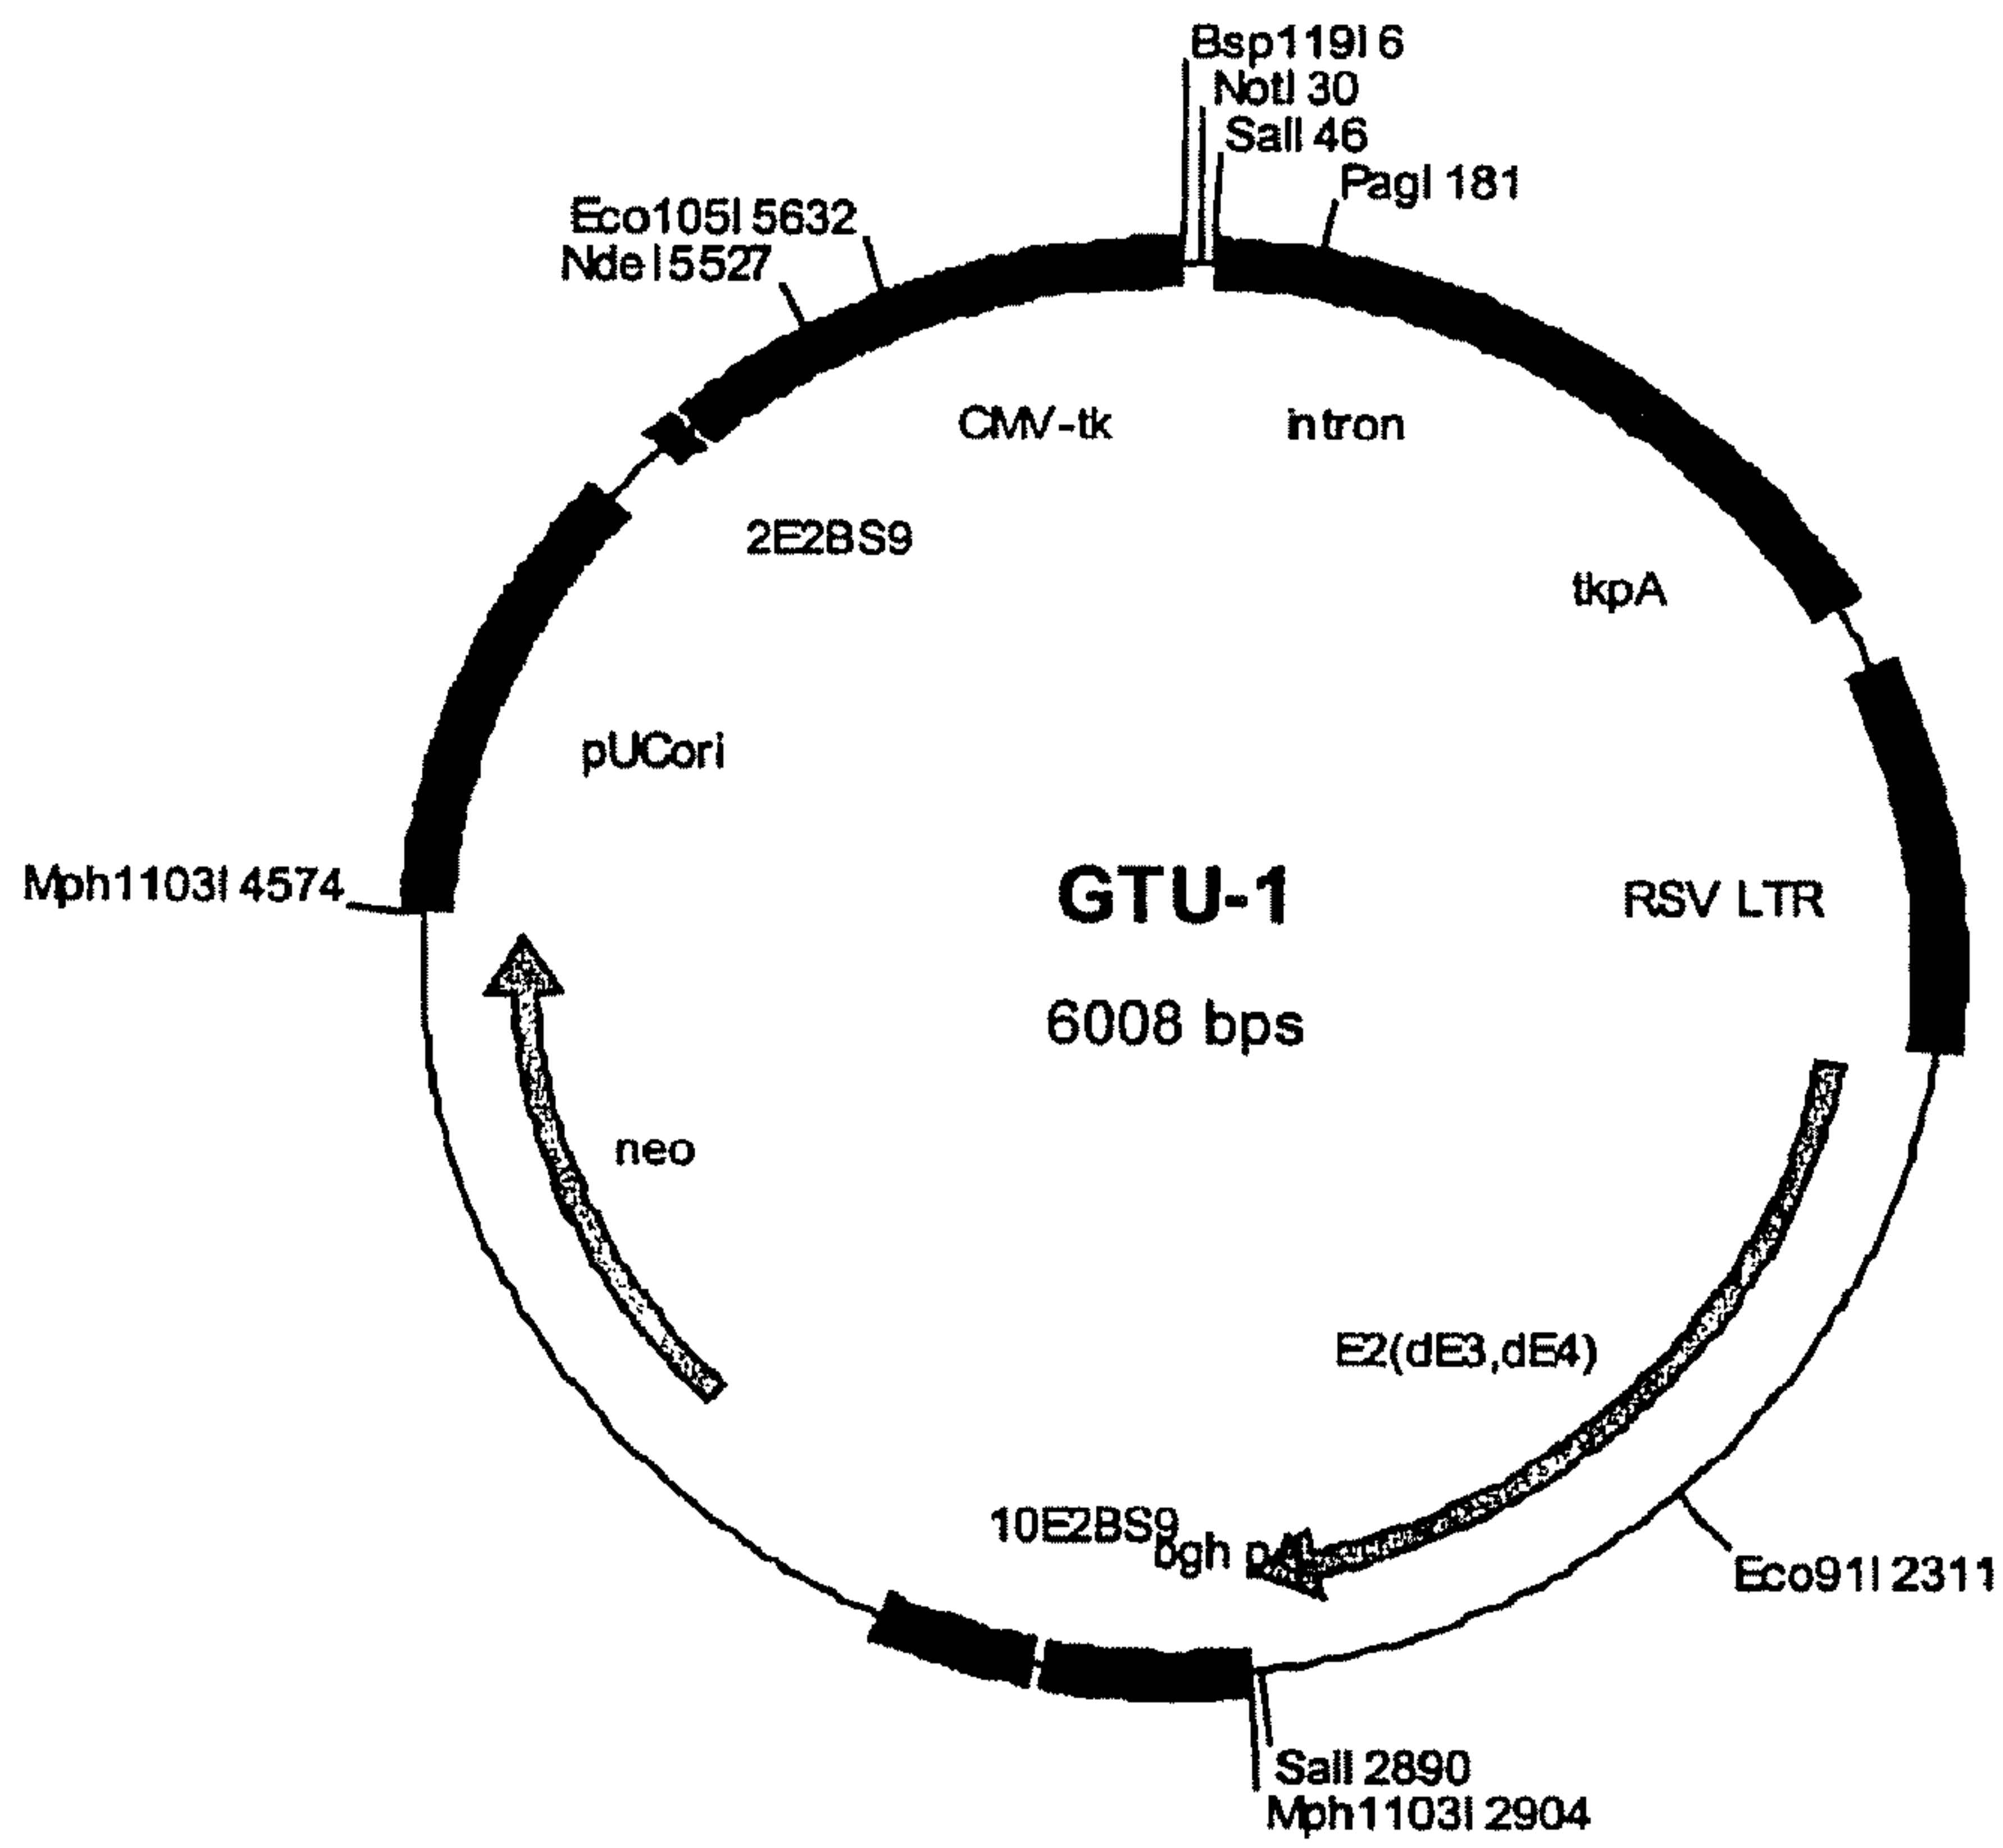 Bsp119I 6
NotI 30
SalI 46
PagI 181
Eco105I 5632
NdeI 5527
CMV-tk
intron
2E2BS9
tkpA
pUCori
Mph1103I 4574
GTU-1
RSV LTR
6008 bps
neo
E2(dE3,dE4)
10E2BS9
bgh pA
Eco91I 2311
SalI 2890
Mph1103I 2904